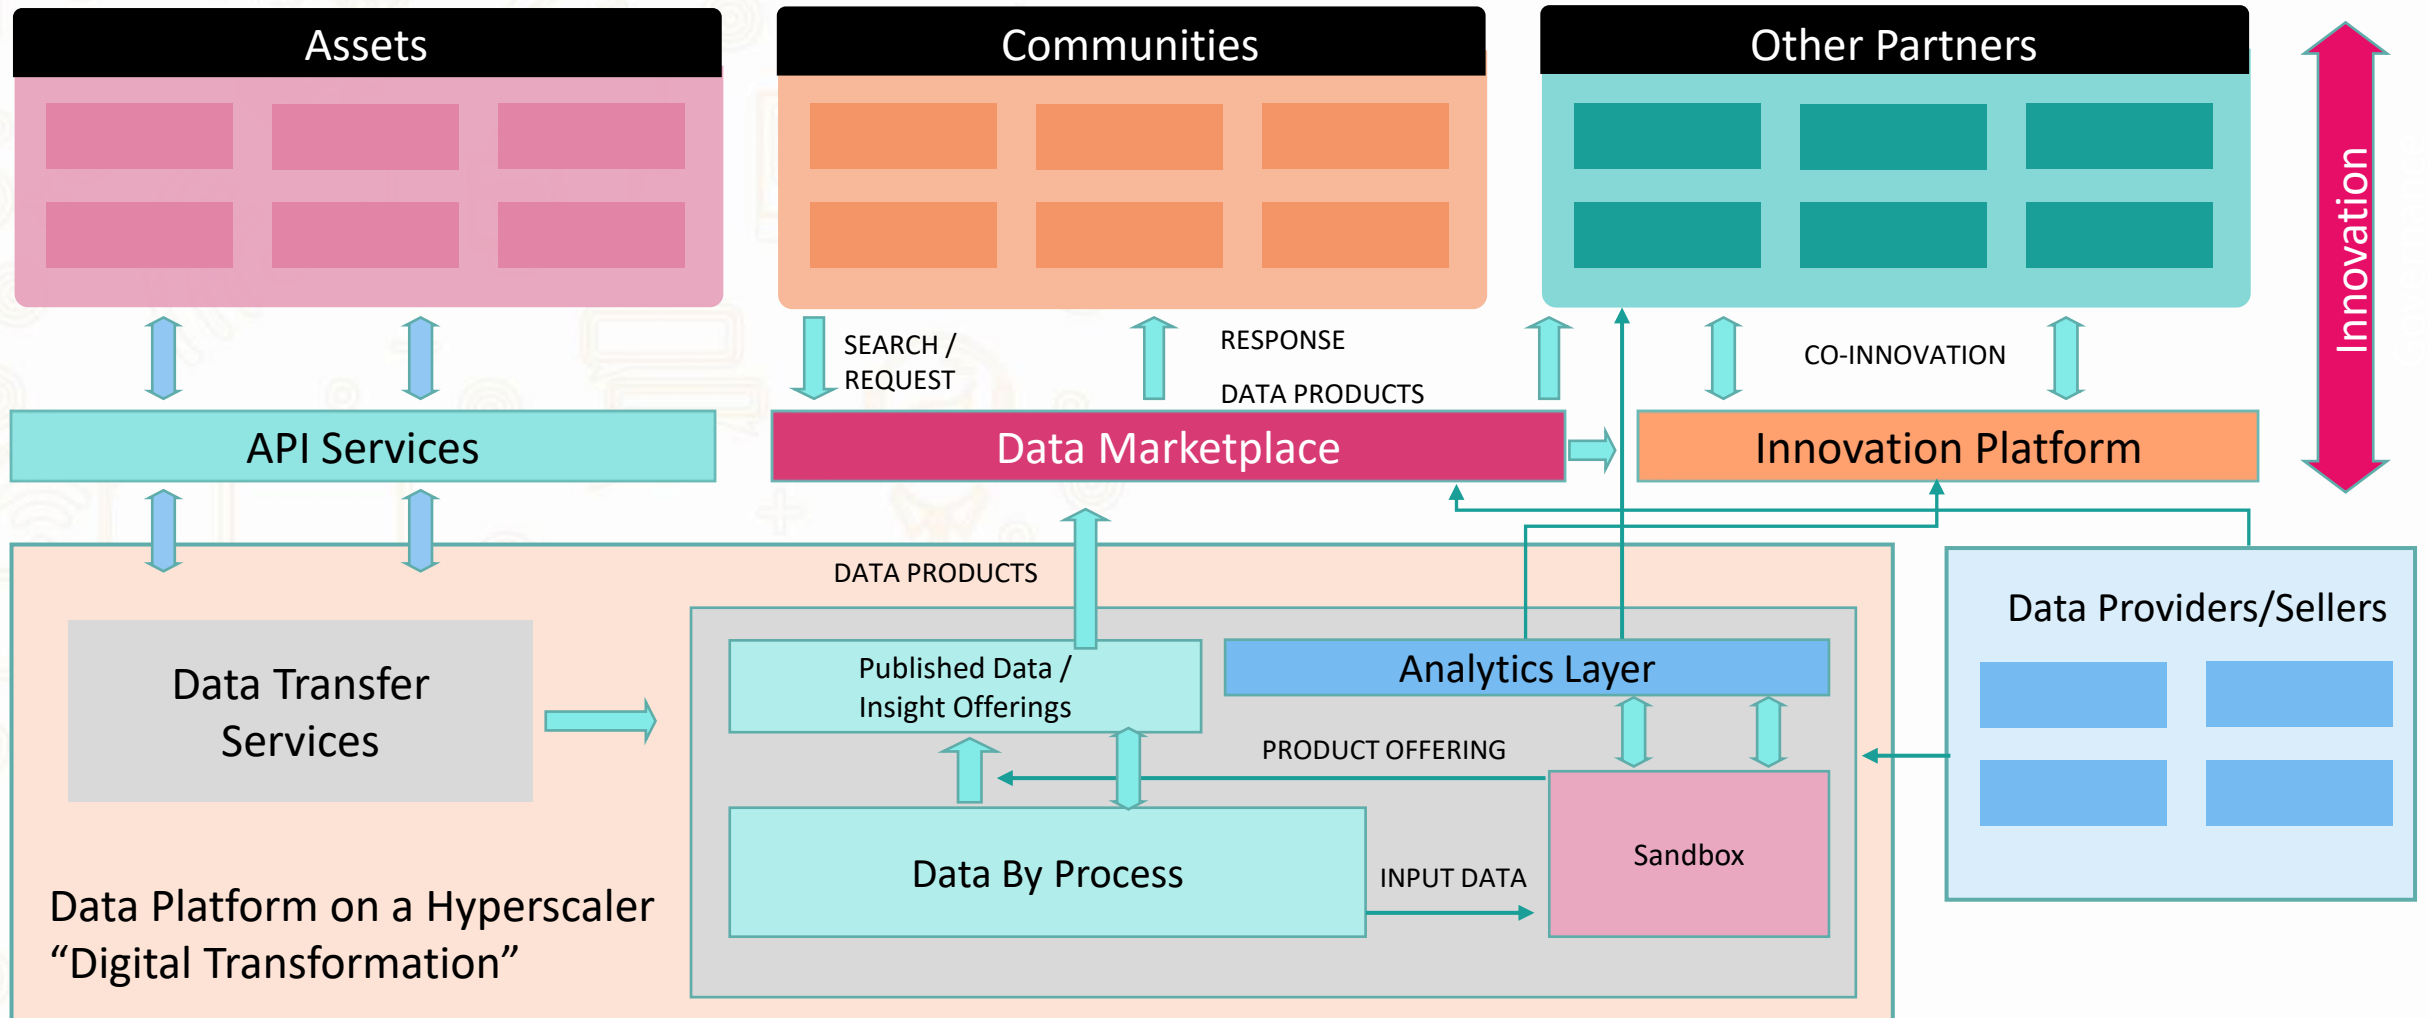 Assets
Communities
Other Partners
Innovation
SEARCH /
REQUEST
RESPONSE
DATA PRODUCTS
CO-INNOVATION
API Services
Data Marketplace
Innovation Platform
DATA PRODUCTS
Data Providers/Sellers
Data Transfer
Services
Published Data /
Insight Offerings
Analytics Layer
PRODUCT OFFERING
Data By Process
INPUT DATA
Sandbox
Data Platform on a Hyperscaler
“Digital Transformation”